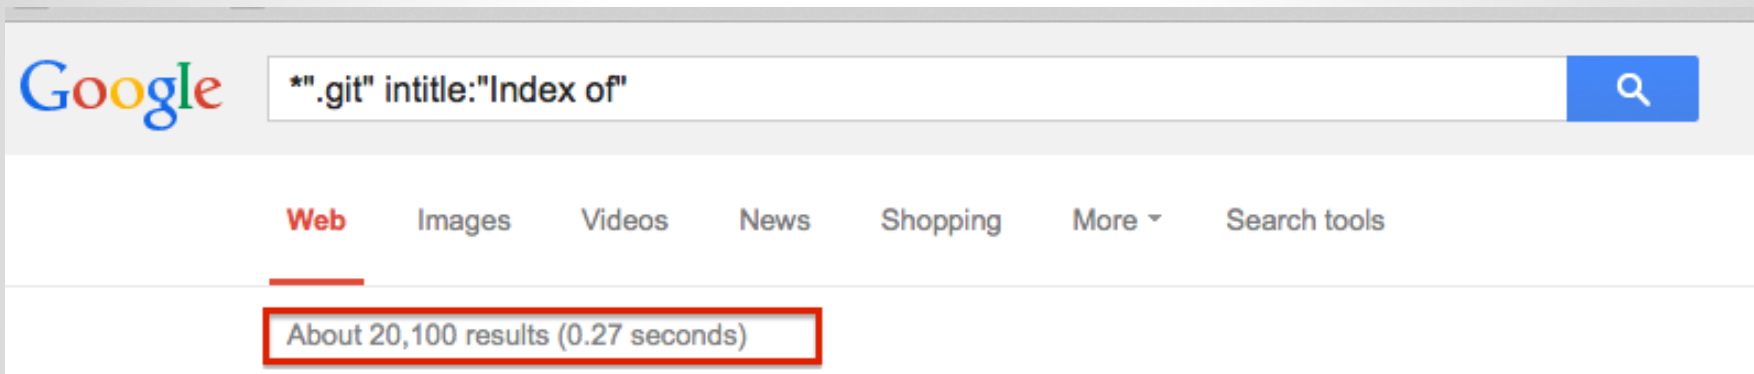 Google
*".git" intitle:"Index of"
Web Images Videos News Shopping More Search tools
About 20,100 results (0.27 seconds)